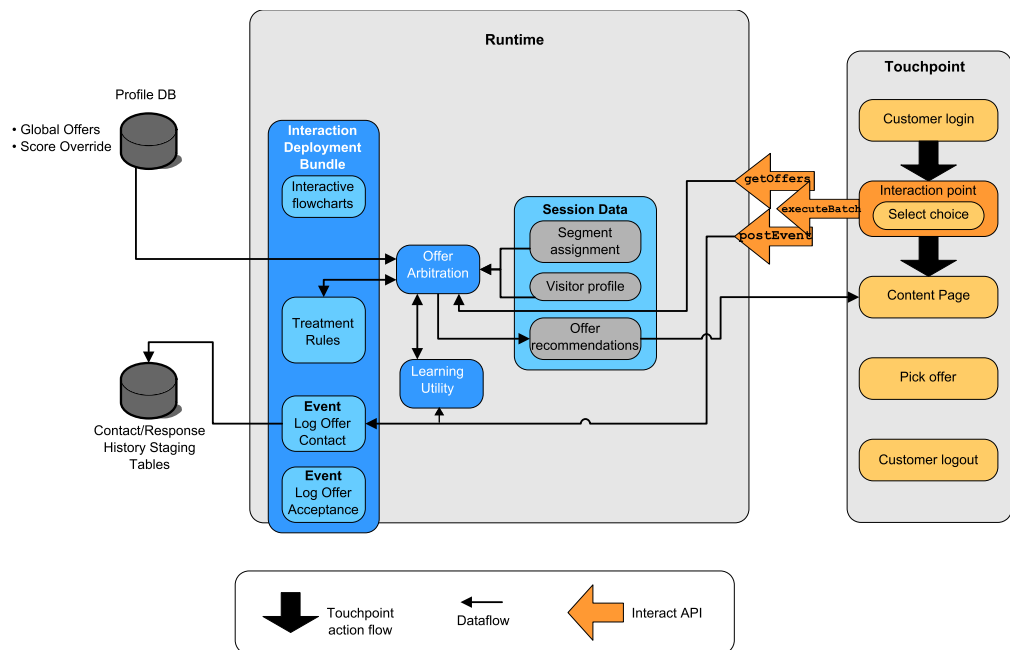 Runtime
Touchpoint
Profile DB
• Global Offers
• Score Override
Interaction
Deployment
Bundle
Interactive
flowcharts
Treatment
Rules
Event
Log Offer
Contact
Event
Log Offer
Acceptance
Contact/Response
History Staging
Tables
Offer
Arbitration
Learning
Utility
Session Data
Segment
assignment
Visitor profile
Offer
recommendations
getOffers
executeBatch
postEvent
Customer login
Interaction point
Select choice
Content Page
Pick offer
Customer logout
Touchpoint
action flow
Dataflow
Interact API